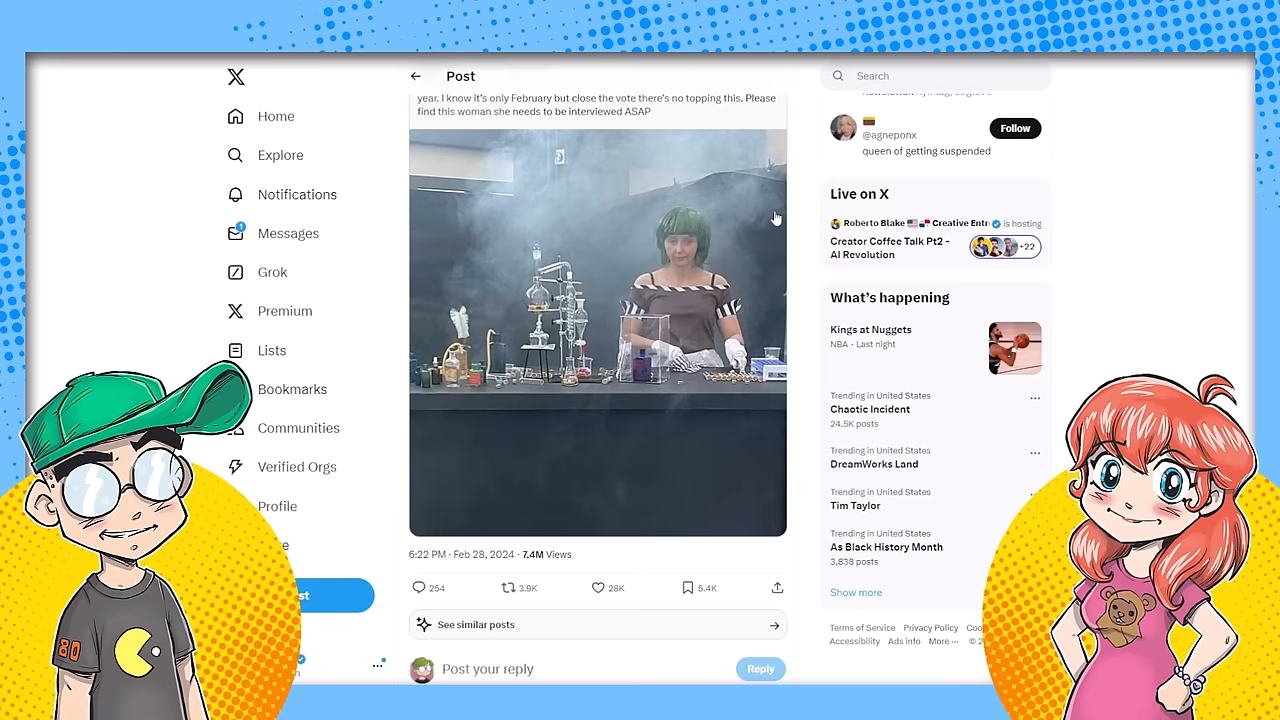 Post
Search
Home
Explore
Notifications
1
Messages
Grok
Premium
Lists
Bookmarks
Communities
Verified Orgs
Profile
year. I know it's only February but close the vote there's no topping this. Please
find this woman she needs to be interviewed ASAP
6:22 PM · Feb 28, 2024 · 7.4M Views
254
3.9K
28K
5.4K
See similar posts
Post your reply
Reply
@agneponx
Follow
queen of getting suspended
Live on X
Roberto Blake Creative Entr is hosting
Creator Coffee Talk Pt2 -
AI Revolution
+22
What's happening
Kings at Nuggets
NBA · Last night
Trending in United States
Chaotic Incident
24.5K posts
Trending in United States
DreamWorks Land
Trending in United States
Tim Taylor
Trending in United States
As Black History Month
3,838 posts
Show more
Terms of Service Privacy Policy Coo
Accessibility Ads info More ··· © 2
80